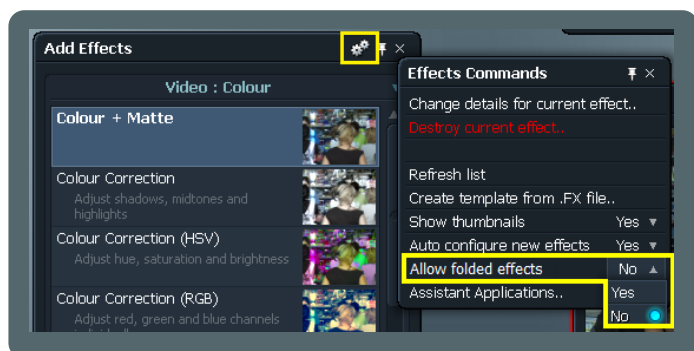 Add Effects
Video : Colour
Colour + Matte
Colour Correction
Adjust shadows, midtones and
highlights
Colour Correction (HSV)
Adjust hue, saturation and brightness
Colour Correction (RGB)
Adjust red, green and blue channels
individually
Effects Commands
Change details for current effect..
Destroy current effect..
Refresh list
Create template from .FX file..
Show thumbnails Yes
Auto configure new effects Yes
Allow folded effects No
Assistant Applications..
Yes
No